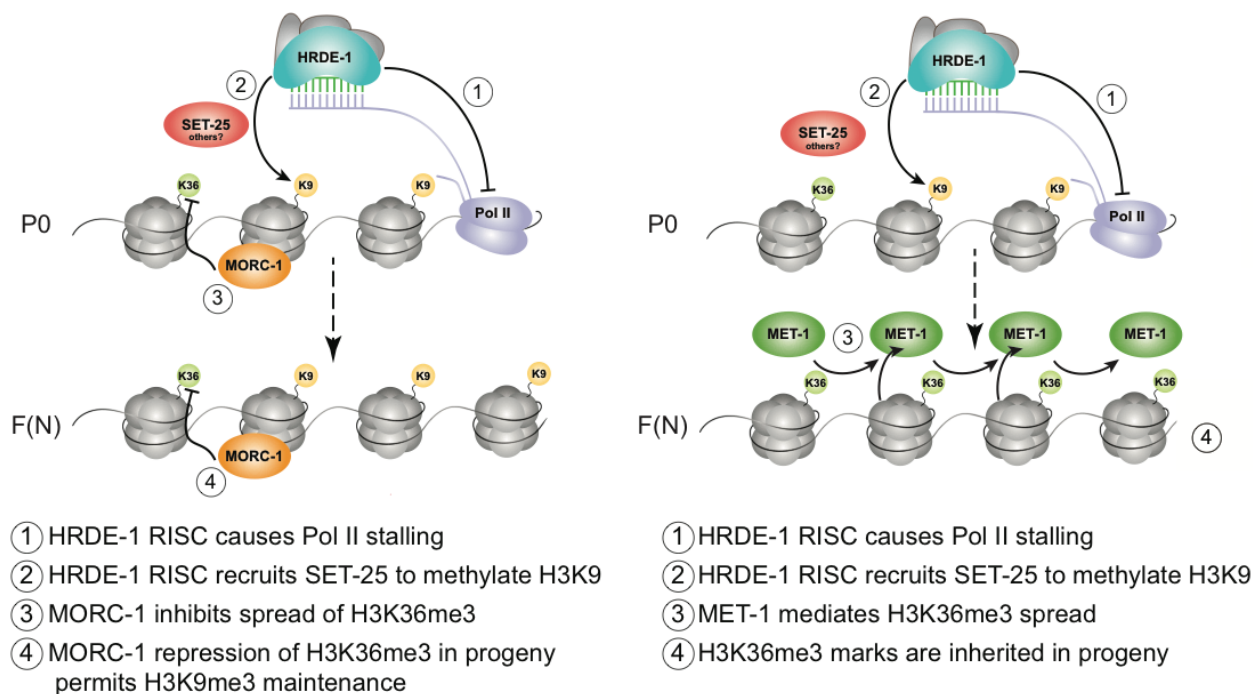 HRDE-1
2
1
SET-25
others?
K36
K9
K9
P0
Pol II
MORC-1
3
K36
K9
K9
K9
F(N)
MORC-1
4
1 HRDE-1 RISC causes Pol II stalling
2 HRDE-1 RISC recruits SET-25 to methylate H3K9
3 MORC-1 inhibits spread of H3K36me3
4 MORC-1 repression of H3K36me3 in progeny
permits H3K9me3 maintenance
HRDE-1
2
1
SET-25
others?
K36
K9
K9
P0
Pol II
MET-1
3
MET-1
MET-1
MET-1
K36
K36
K36
K36
F(N)
4
1 HRDE-1 RISC causes Pol II stalling
2 HRDE-1 RISC recruits SET-25 to methylate H3K9
3 MET-1 mediates H3K36me3 spread
4 H3K36me3 marks are inherited in progeny